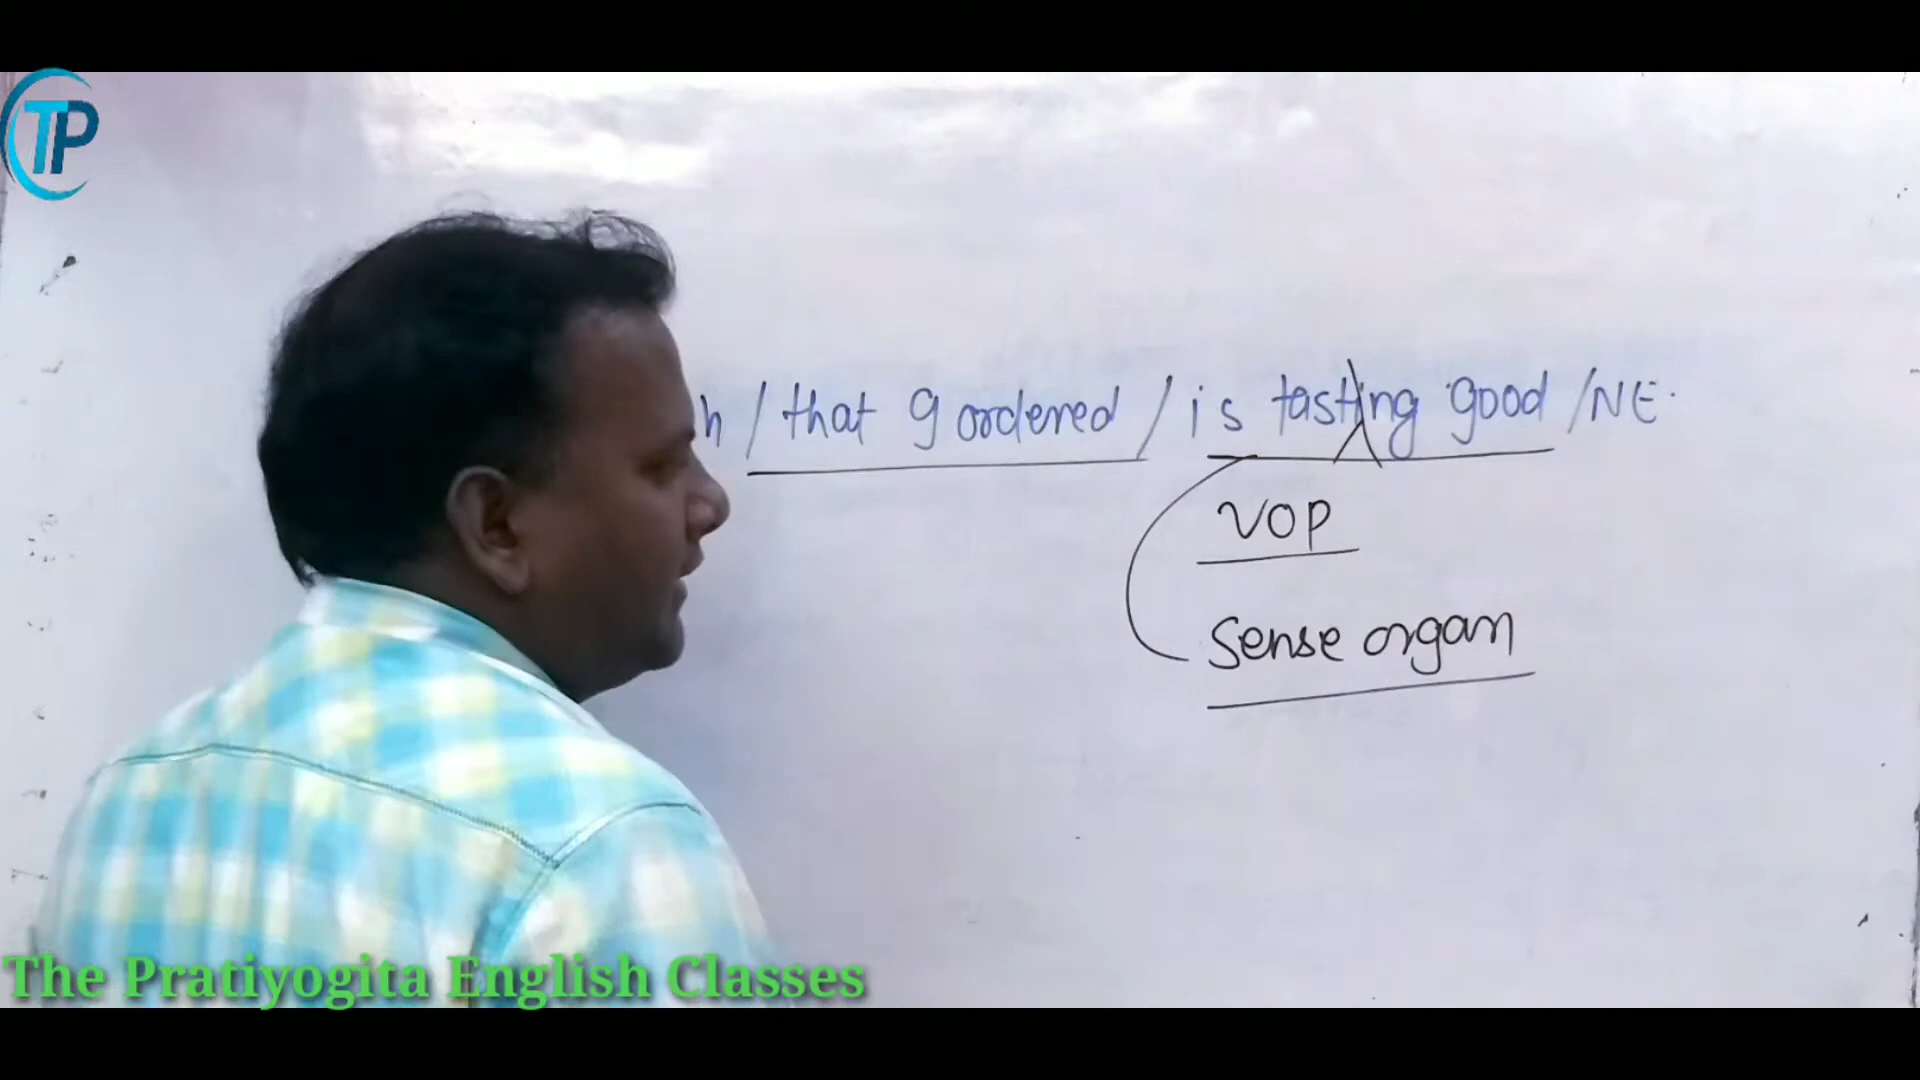 TP
h / that I ordered / is tasting good / NE.
VOP
Sense organ
The Pratiyogita English Classes